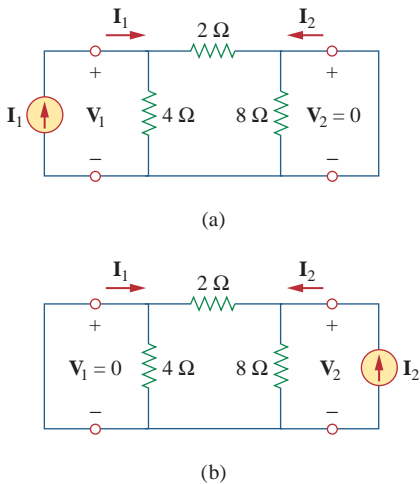 I1 I2
2 Ω
+ +
I1 V1 4 Ω 8 Ω V2 = 0
– –
(a)
I1 I2
2 Ω
+ +
V1 = 0 4 Ω 8 Ω V2 I2
– –
(b)